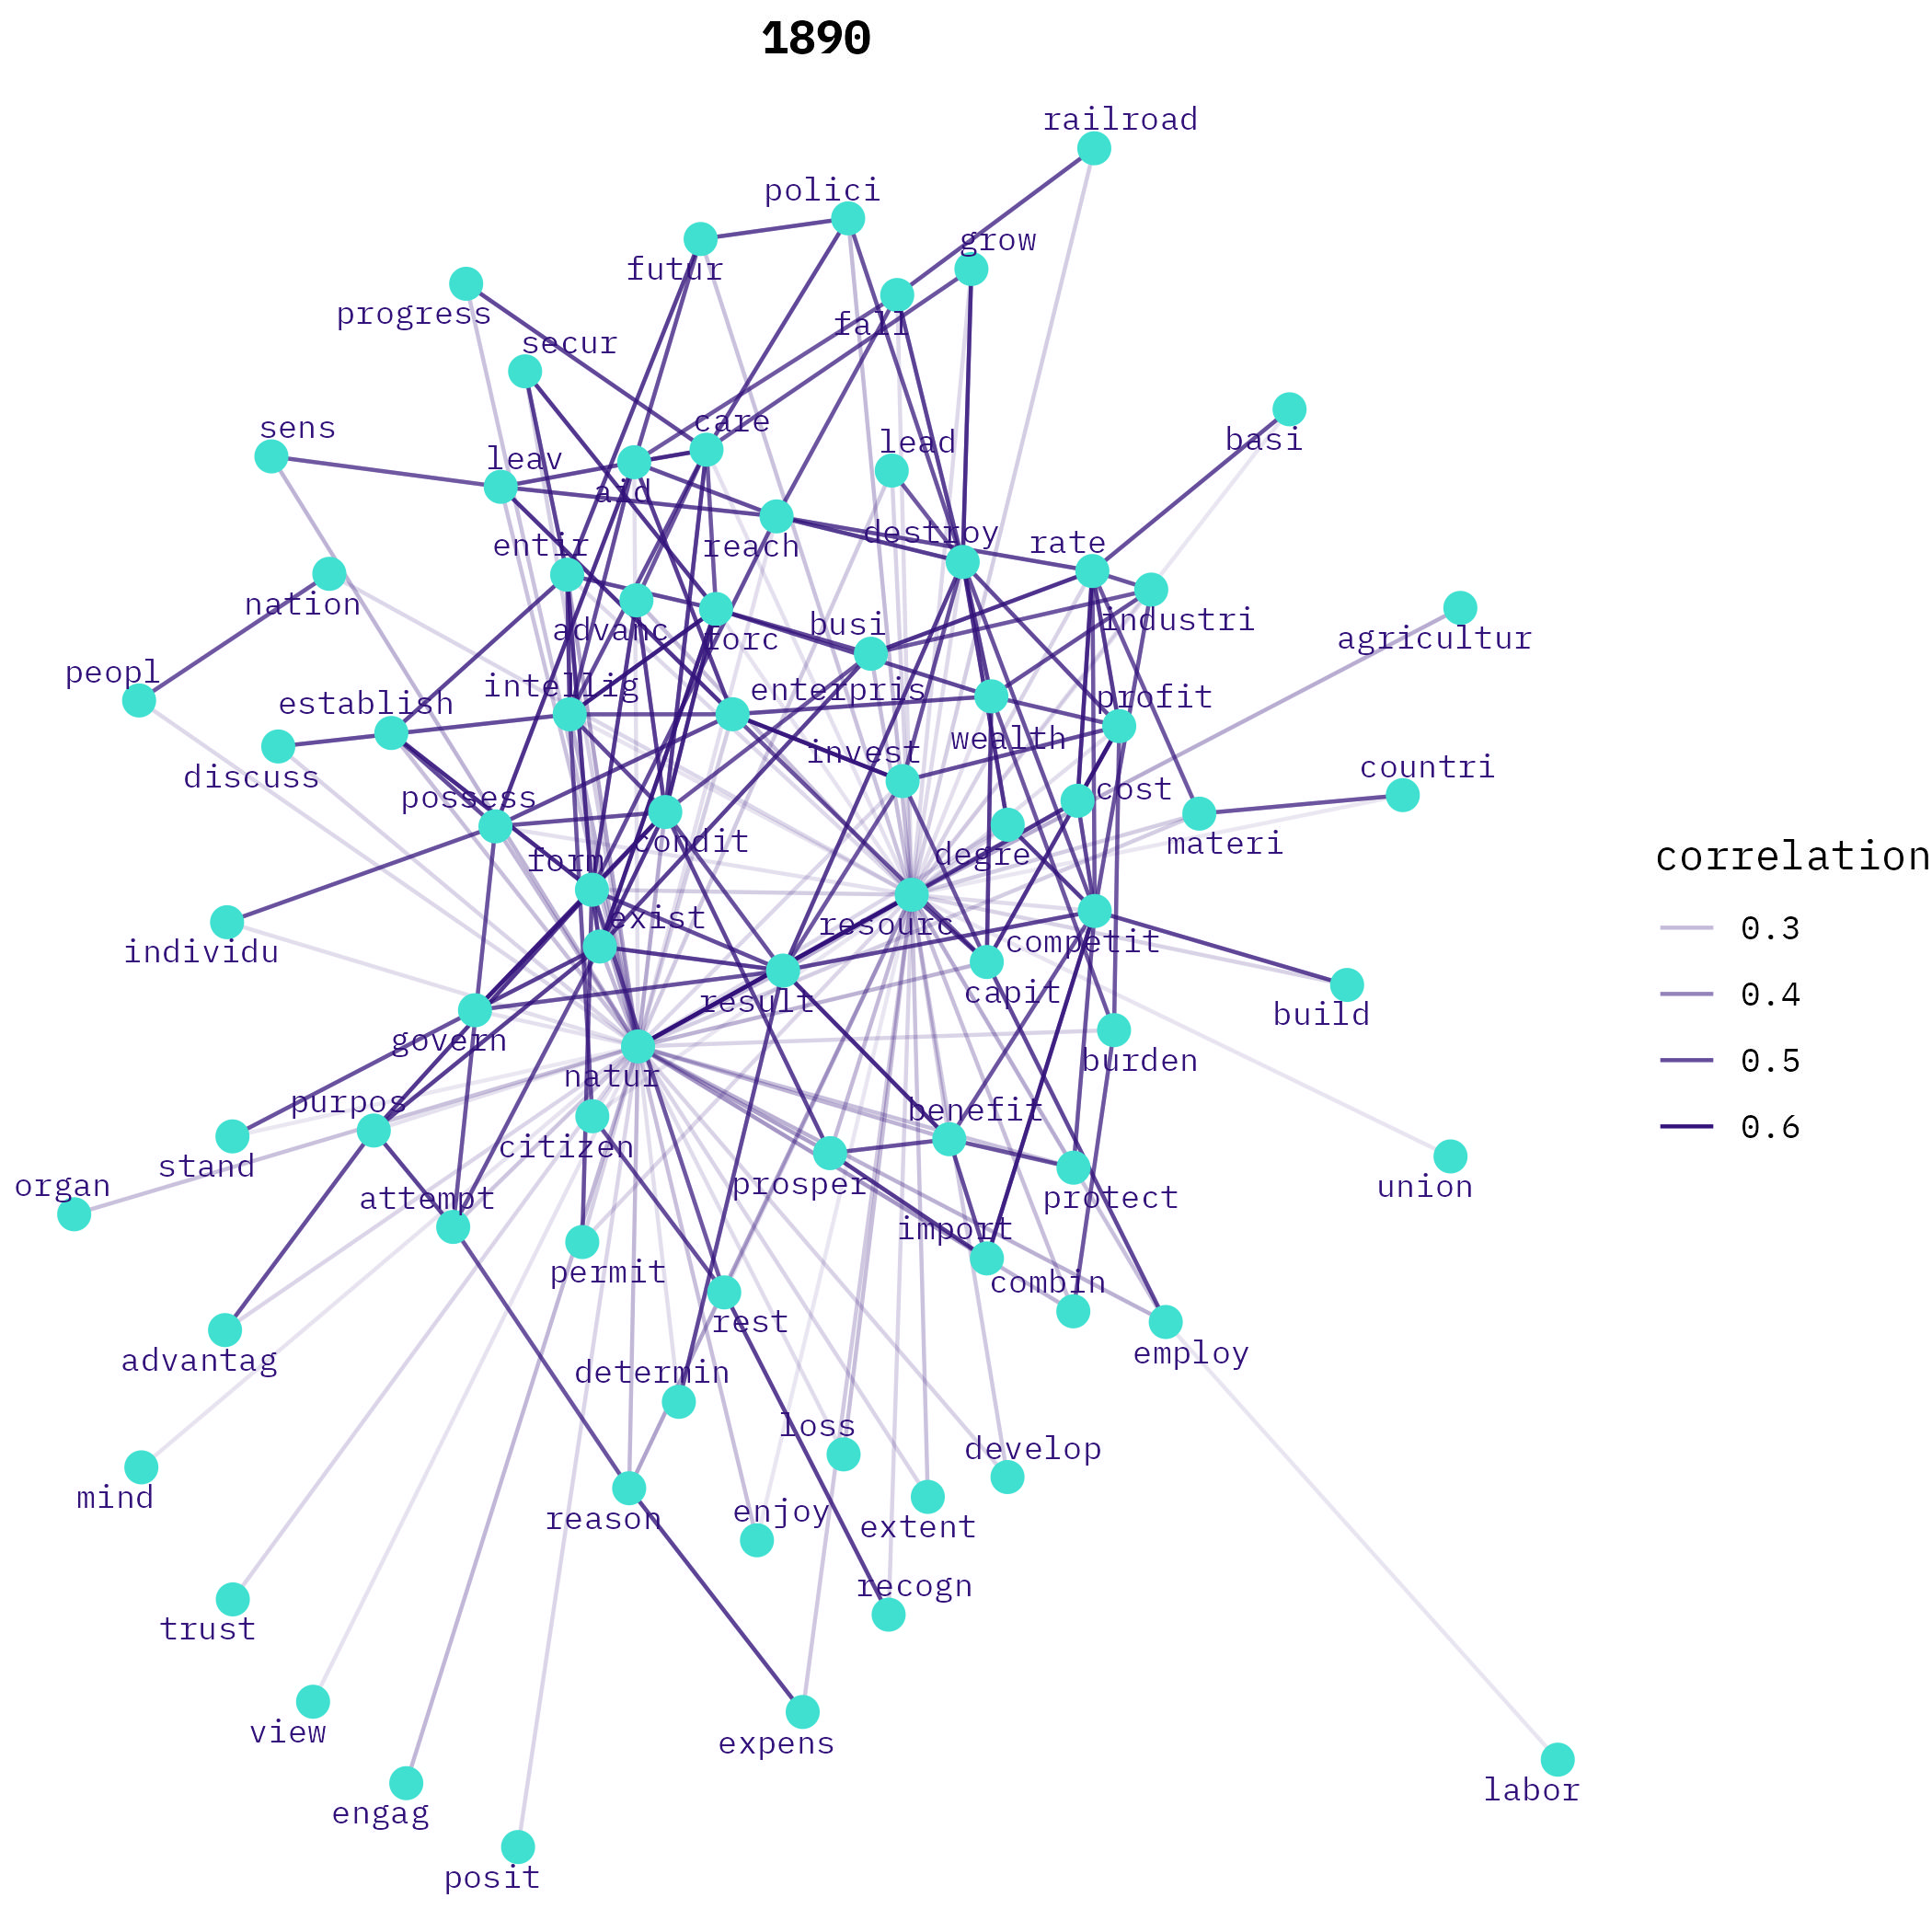 1890
railroad
polici
grow
futur
progress
fall
secur
care
sens
lead
basi
leav
aid
destroy
rate
entir
reach
nation
industri
advanc
forc
busi
agricultur
peopl
intellig
enterpris
profit
establish
wealth
invest
discuss
countri
possess
cost
condit
materi
degre
form
exist
resourc
individu
competit
result
capit
build
govern
burden
natur
purpos
benefit
citizen
stand
organ
prosper
union
attempt
protect
import
permit
combin
rest
employ
advantag
determin
loss
develop
mind
reason
enjoy
extent
recogn
trust
view
expens
labor
engag
posit
correlation
0.3
0.4
0.5
0.6